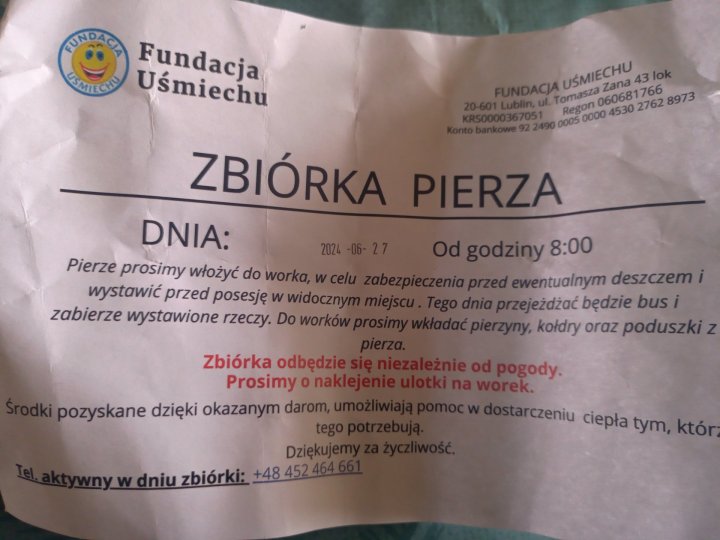 FUNDACJA
UŚMIECHU
Fundacja
Uśmiechu
FUNDACJA UŚMIECHU
20-601 Lublin, ul. Tomasza Zana 43 lok
KRS0000367051 Regon 060681766
Konto bankowe 92 2490 0005 0000 4530 2762 8973
ZBIÓRKA PIERZA
DNIA: 2024 -06- 27 Od godziny 8:00
Pierze prosimy włożyć do worka, w celu zabezpieczenia przed ewentualnym deszczem i
wystawić przed posesję w widocznym miejscu . Tego dnia przejeżdżać będzie bus i
zabierze wystawione rzeczy. Do worków prosimy wkładać pierzyny, kołdry oraz poduszki z
pierza.
Zbiórka odbędzie się niezależnie od pogody.
Prosimy o naklejenie ulotki na worek.
Środki pozyskane dzięki okazanym darom, umożliwiają pomoc w dostarczeniu ciepła tym, którz
tego potrzebują.
Dziękujemy za życzliwość.
Tel. aktywny w dniu zbiórki: +48 452 464 661